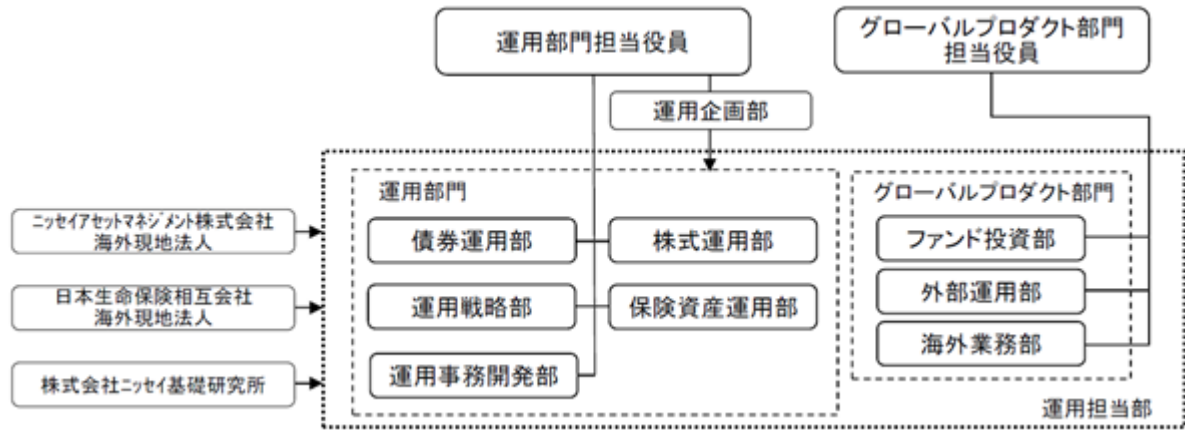 運用部門担当役員
グローバルプロダクト部門
担当役員
運用企画部
運用部門
グローバルプロダクト部門
ニッセイアセットマネジメント株式会社
海外現地法人
債券運用部
株式運用部
ファンド投資部
日本生命保険相互会社
海外現地法人
運用戦略部
保険資産運用部
外部運用部
海外業務部
株式会社ニッセイ基礎研究所
運用事務開発部
運用担当部